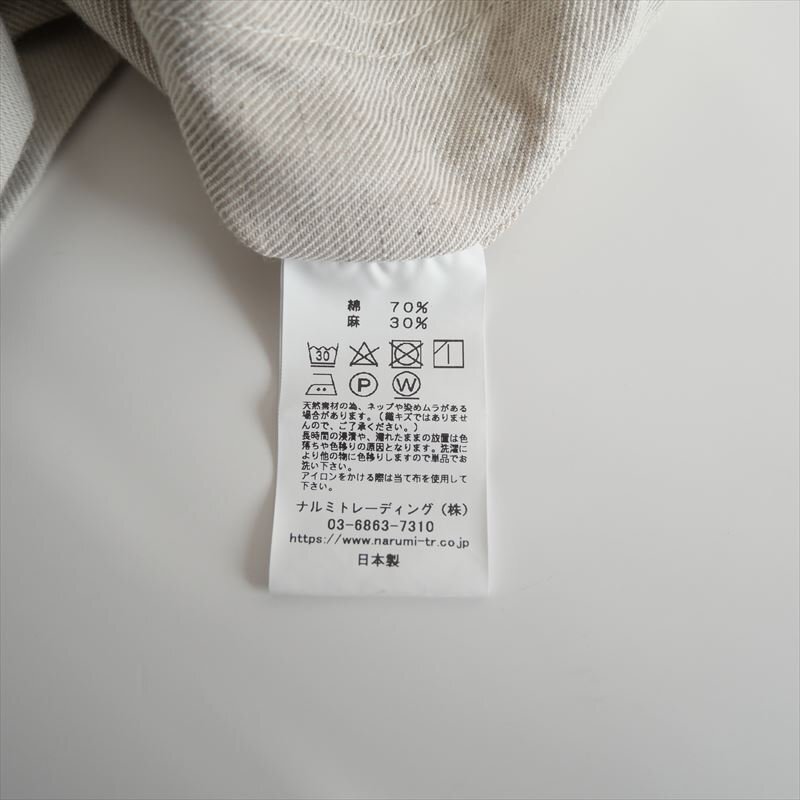 綿 70%
麻 30%
30
P W
天然素材の為、ネップや染めムラがある
場合があります。(織キズではありませ
んので、ご了承ください。)
長時間の浸漬や、濡れたままの放置は色
落ちや色移りの原因となります。洗濯に
より他の物に色移りしますので単品でお
洗い下さい。
アイロンをかける際は当て布を使用して
下さい。
ナルミトレーディング(株)
03-6863-7310
https://www.narumi-tr.co.jp
日本製